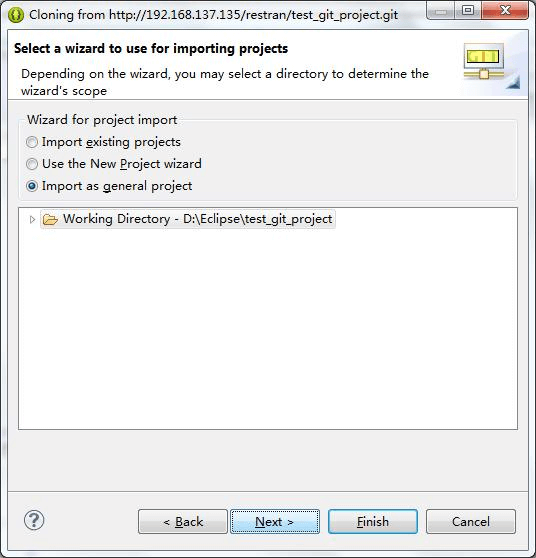 Cloning from http://192.168.137.135/restran/test_git_project.git
Select a wizard to use for importing projects
Depending on the wizard, you may select a directory to determine the
wizard's scope
GIT
Wizard for project import
Import existing projects
Use the New Project wizard
Import as general project
Working Directory - D:\Eclipse\test_git_project
?
< Back
Next >
Finish
Cancel